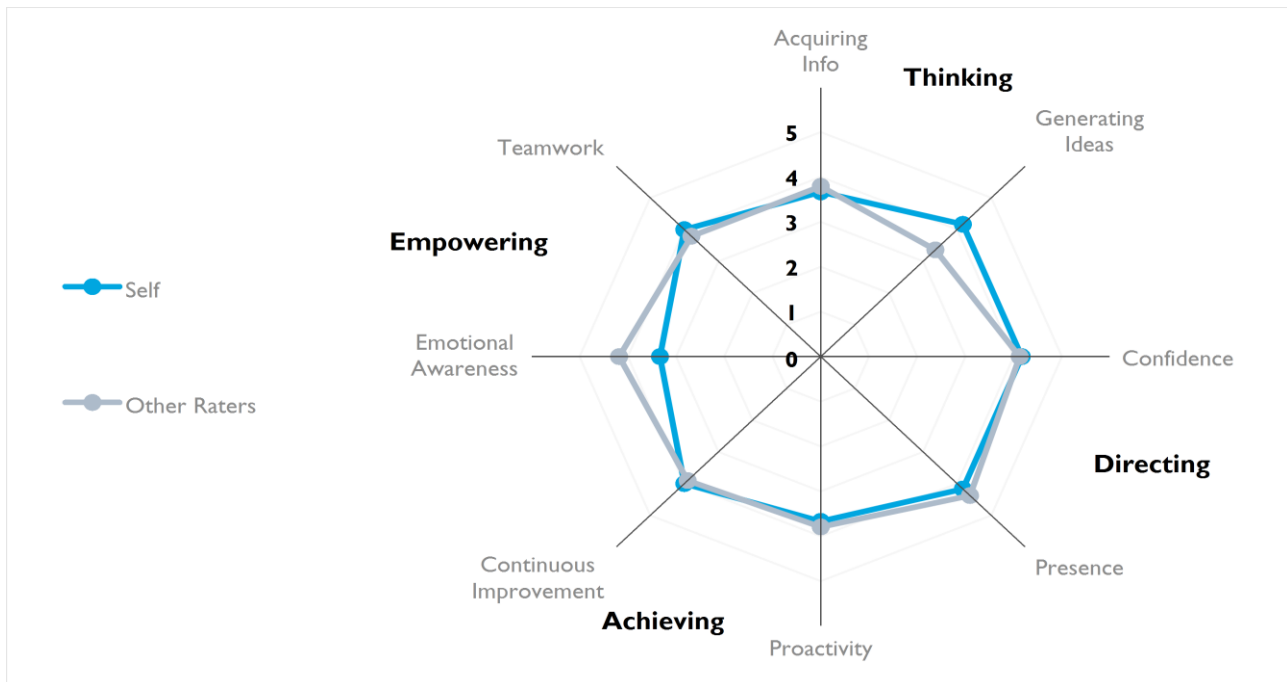 Acquiring
Info
Thinking
Generating
Ideas
Teamwork
5
4
3
2
1
0
Empowering
Self
Emotional
Awareness
Confidence
Other Raters
Directing
Continuous
Improvement
Presence
Achieving
Proactivity